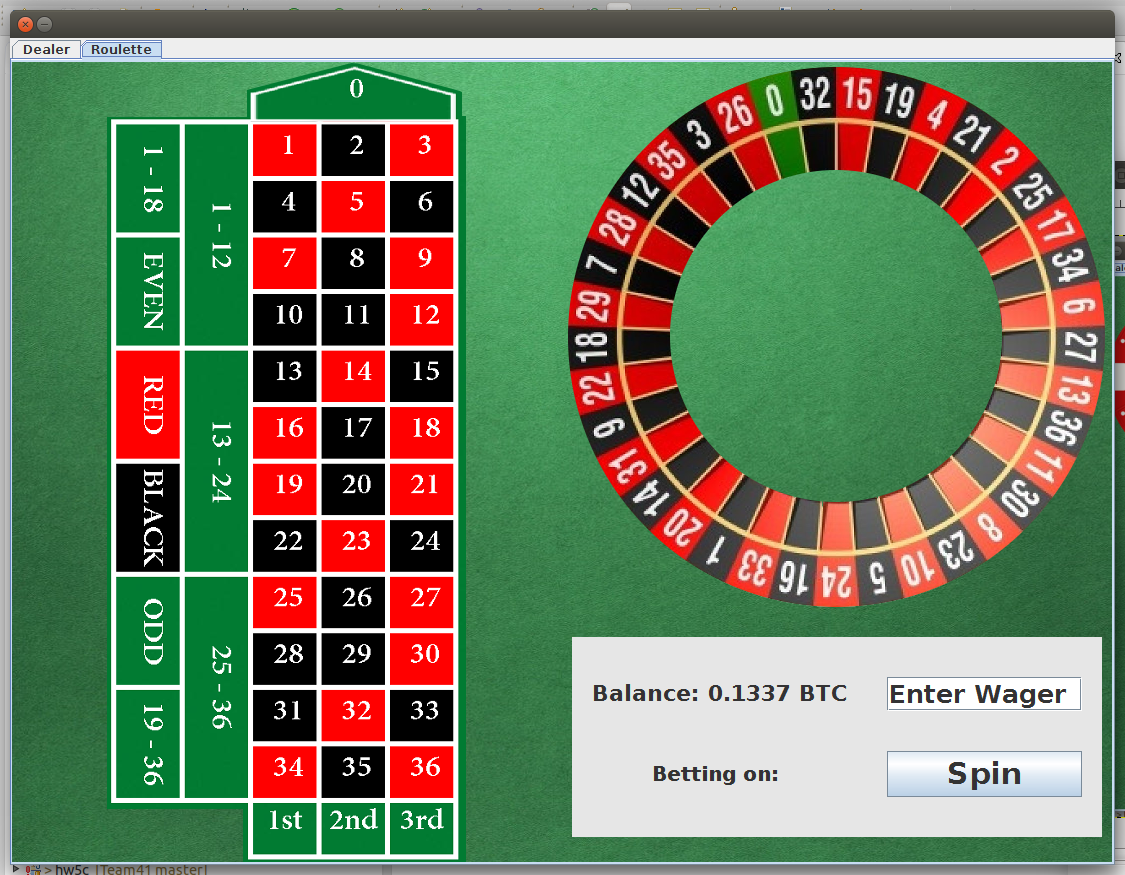 Dealer
Roulette
0
1 - 18
EVEN
RED
BLACK
ODD
19 - 36
1 - 12
13 - 24
25 - 36
1 2 3
4 5 6
7 8 9
10 11 12
13 14 15
16 17 18
19 20 21
22 23 24
25 26 27
28 29 30
31 32 33
34 35 36
1st 2nd 3rd
0 32 15 19 4 21 2 25 17 34 6 27 13 36 11 30 8 23 10 5 24 16 33 1 20 14 31 9 22 18 29 7 28 12 35 3 26
Balance: 0.1337 BTC
Enter Wager
Betting on:
Spin
> hw5c [Team41 master]